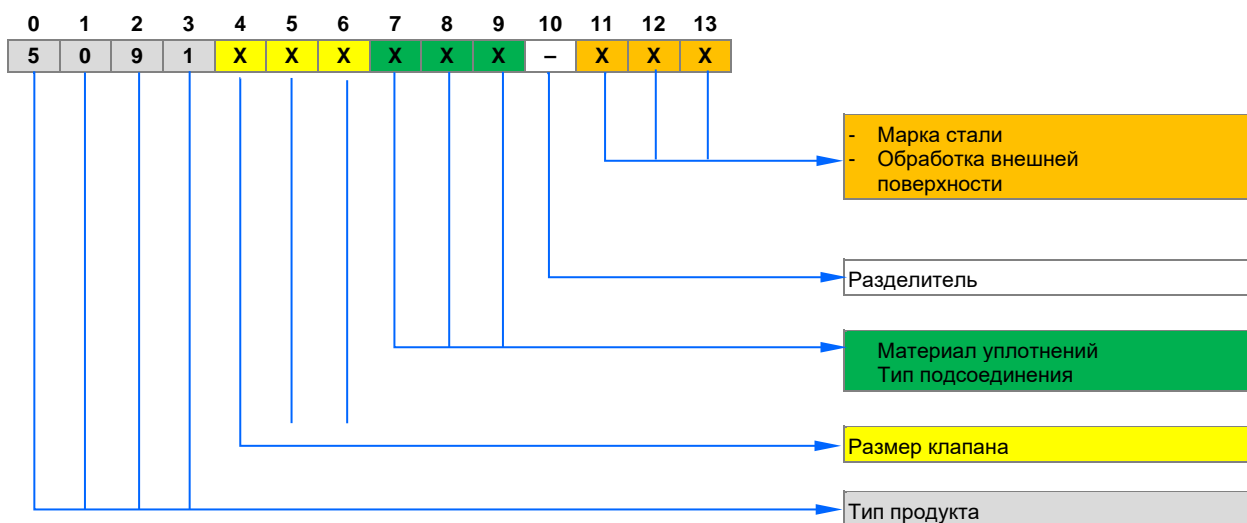 0 1 2 3 4 5 6 7 8 9 10 11 12 13
5 0 9 1 X X X X X X – X X X
- Марка стали
- Обработка внешней
поверхности
Разделитель
Материал уплотнений
Тип подсоединения
Размер клапана
Тип продукта